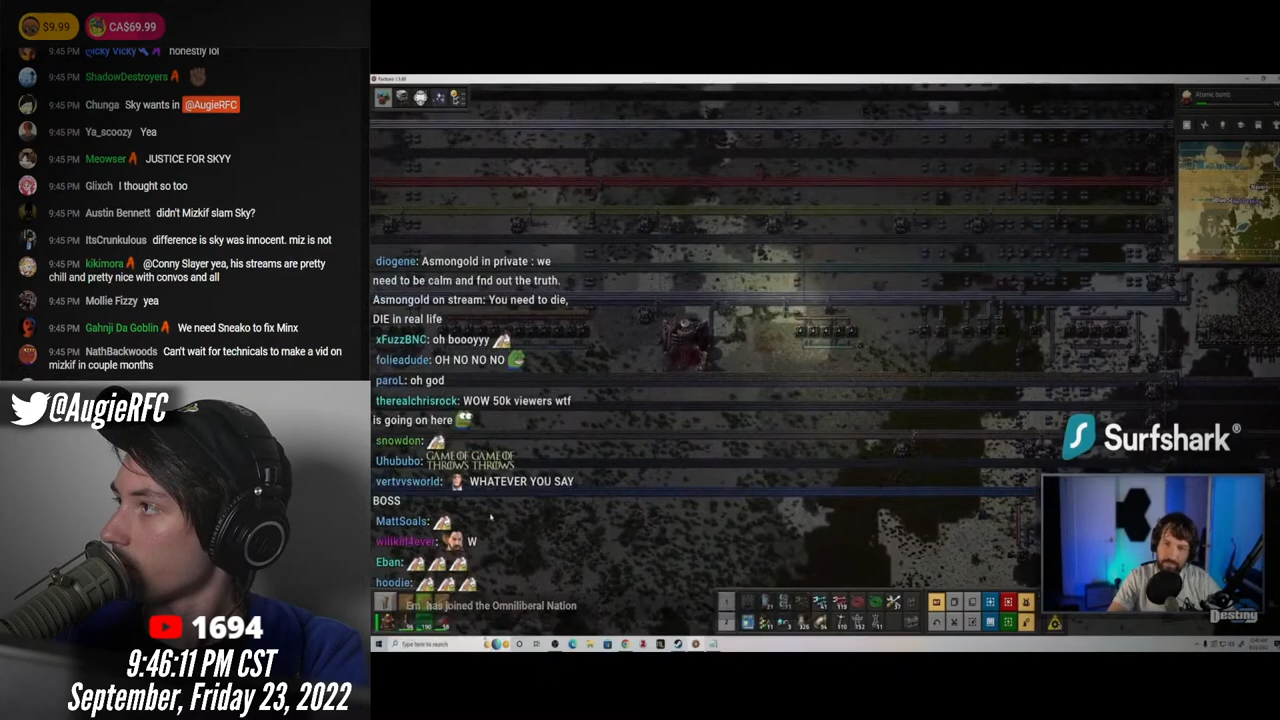 $9.99
CA$69.99
9:45 PM honestly lol
9:45 PM ShadowDestroyers
9:45 PM Chunga Sky wants in @AugieRFC
9:45 PM Ya_scoozy Yea
9:45 PM Meowser JUSTICE FOR SKYY
9:45 PM Glixch I thought so too
9:45 PM Austin Bennett didn't Mizkif slam Sky?
9:45 PM ItsCrunkulous difference is sky was innocent. miz is not
9:45 PM kikimora @Conny Slayer yea, his streams are pretty
chill and pretty nice with convos and all
9:45 PM Mollie Fizzy yea
9:45 PM Gahnji Da Goblin We need Sneako to fix Minx
9:45 PM NathBackwoods Can't wait for technicals to make a vid on
mizkif in couple months
@AugieRFC
1694
9:46:11 PM CST
September, Friday 23, 2022
Atomic bomb
diogene: Asmongold in private : we
need to be calm and fnd out the truth.
Asmongold on stream: You need to die,
DIE in real life
xFuzzBNC: oh boooyyy
folieadude: OH NO NO NO
paroL: oh god
therealchrisrock: WOW 50k viewers wtf
is going on here
snowdon:
Uhububo: GAME OF THROWS GAME OF THROWS
vertvvsworld: WHATEVER YOU SAY
BOSS
MattSoals:
willkill4ever: W
Eban:
hoodie:
Em has joined the Omniliberal Nation
Type here to search
Surfshark®
Destiny